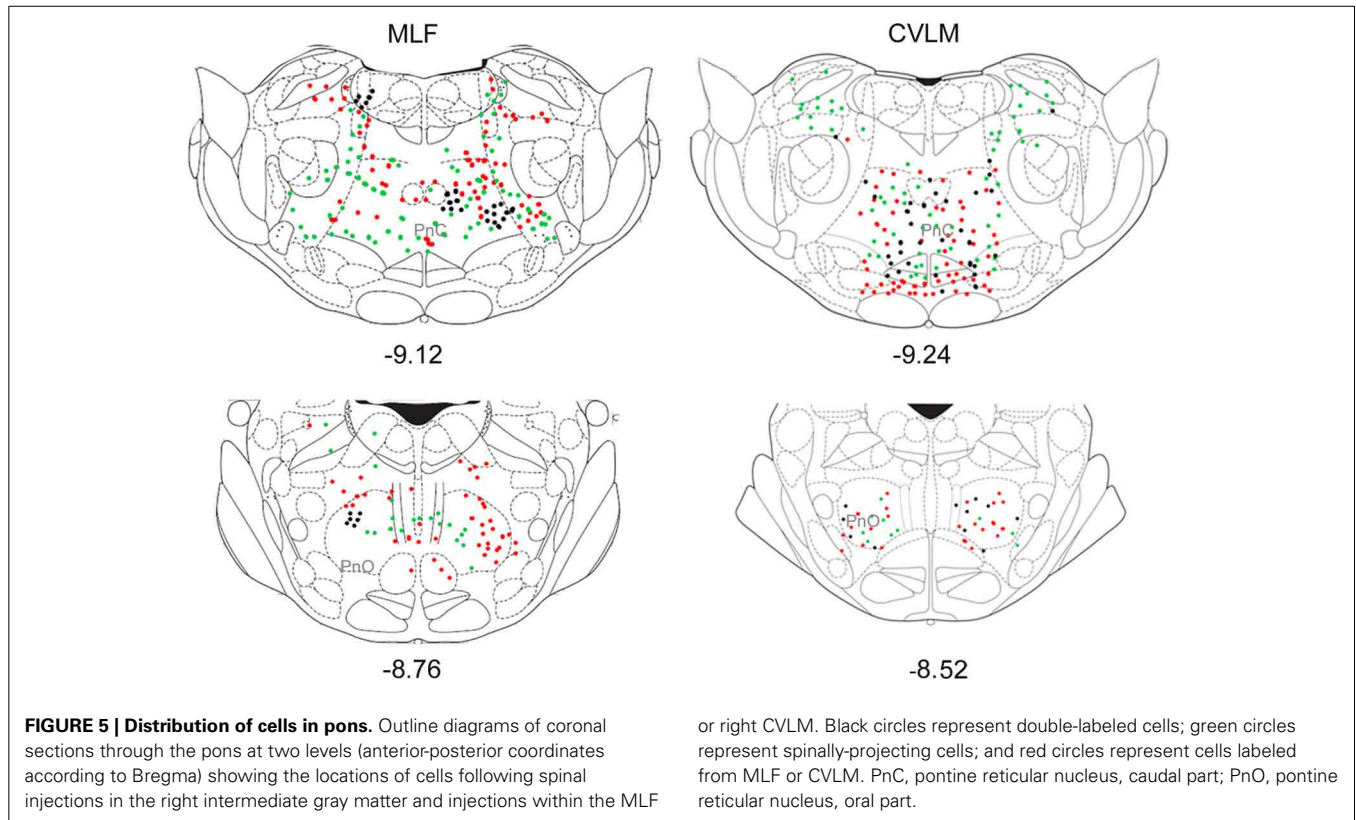 MLF
CVLM
PnC
PnC
-9.12
-9.24
PnO
PnO
-8.76
-8.52
FIGURE 5 | Distribution of cells in pons. Outline diagrams of coronal
sections through the pons at two levels (anterior-posterior coordinates
according to Bregma) showing the locations of cells following spinal
injections in the right intermediate gray matter and injections within the MLF
or right CVLM. Black circles represent double-labeled cells; green circles
represent spinally-projecting cells; and red circles represent cells labeled
from MLF or CVLM. PnC, pontine reticular nucleus, caudal part; PnO, pontine
reticular nucleus, oral part.